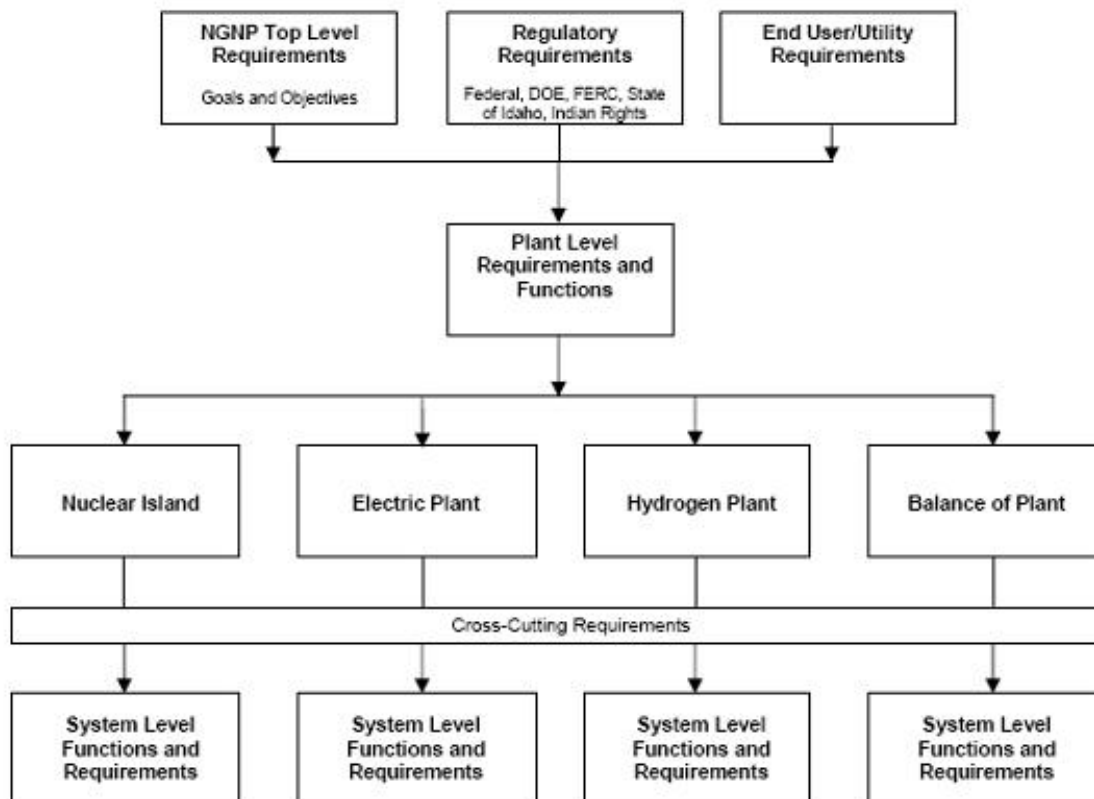 NGNP Top Level
Requirements
Goals and Objectives
Regulatory
Requirements
Federal, DOE, FERC, State
of Idaho, Indian Rights
End User/Utility
Requirements
Plant Level
Requirements and
Functions
Nuclear Island
Electric Plant
Hydrogen Plant
Balance of Plant
Cross-Cutting Requirements
System Level
Functions and
Requirements
System Level
Functions and
Requirements
System Level
Functions and
Requirements
System Level
Functions and
Requirements